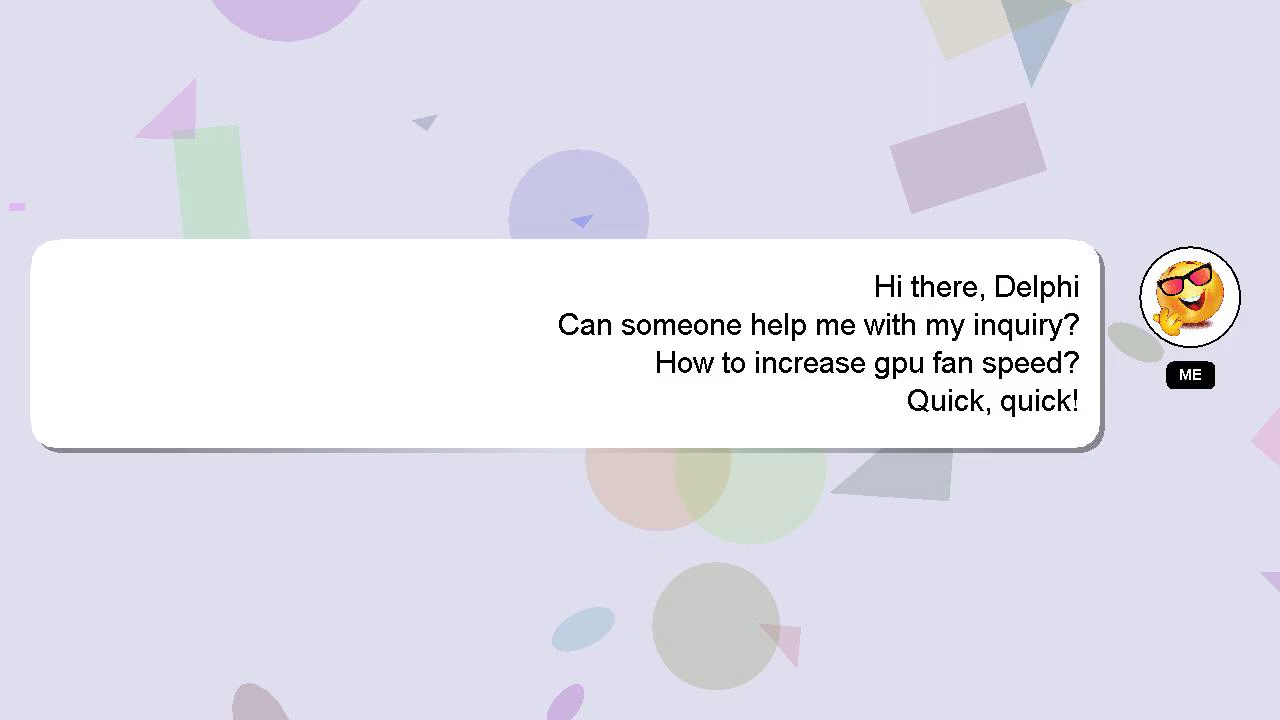 Hi there, Delphi
Can someone help me with my inquiry?
How to increase gpu fan speed?
Quick, quick!
ME